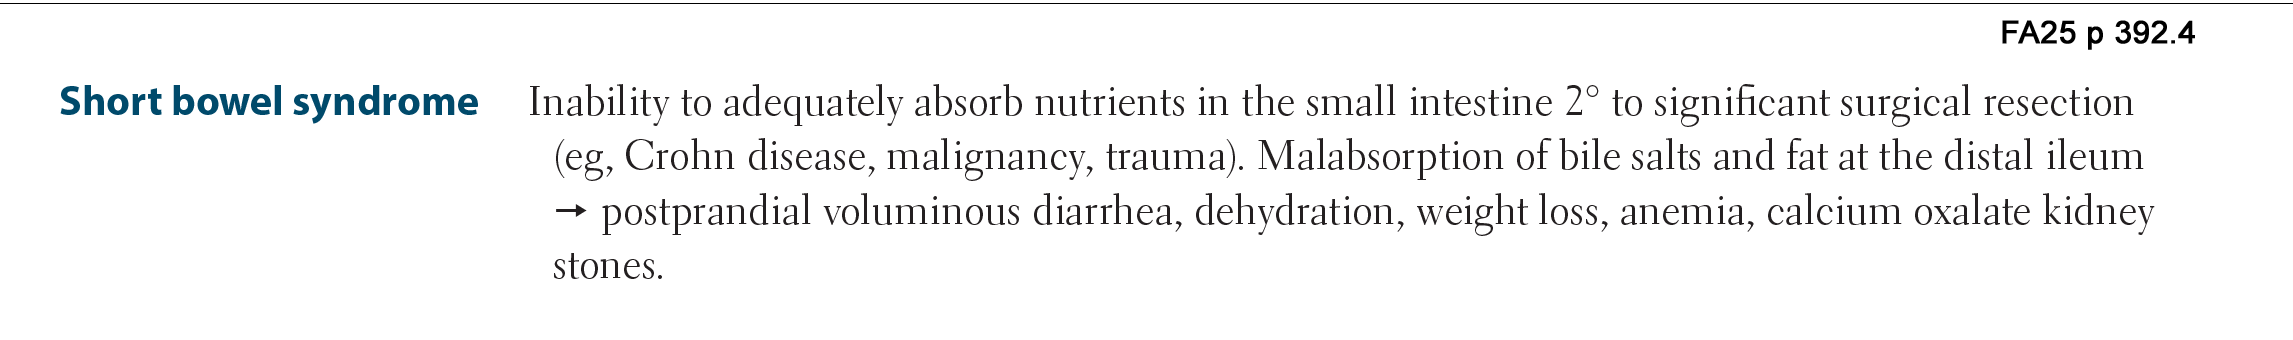 FA25 p 392.4
Short bowel syndrome Inability to adequately absorb nutrients in the small intestine 2° to significant surgical resection
(eg, Crohn disease, malignancy, trauma). Malabsorption of bile salts and fat at the distal ileum
→ postprandial voluminous diarrhea, dehydration, weight loss, anemia, calcium oxalate kidney
stones.